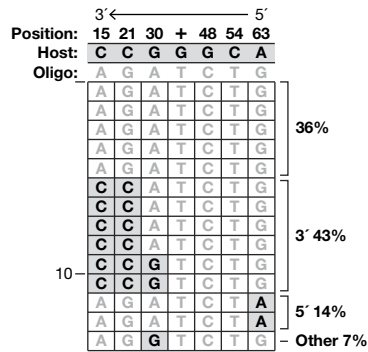 3´ 5´
Position: 15 21 30 + 48 54 63
Host: C C G G G C A
Oligo: A G A T C T G
A G A T C T G
A G A T C T G
A G A T C T G
A G A T C T G
A G A T C T G
36%
C C A T C T G
C C A T C T G
C C A T C T G
C C A T C T G
10 C C G T C T G
C C G T C T G
3´ 43%
A G A T C T A
A G A T C T A
5´ 14%
A G G T C T G Other 7%